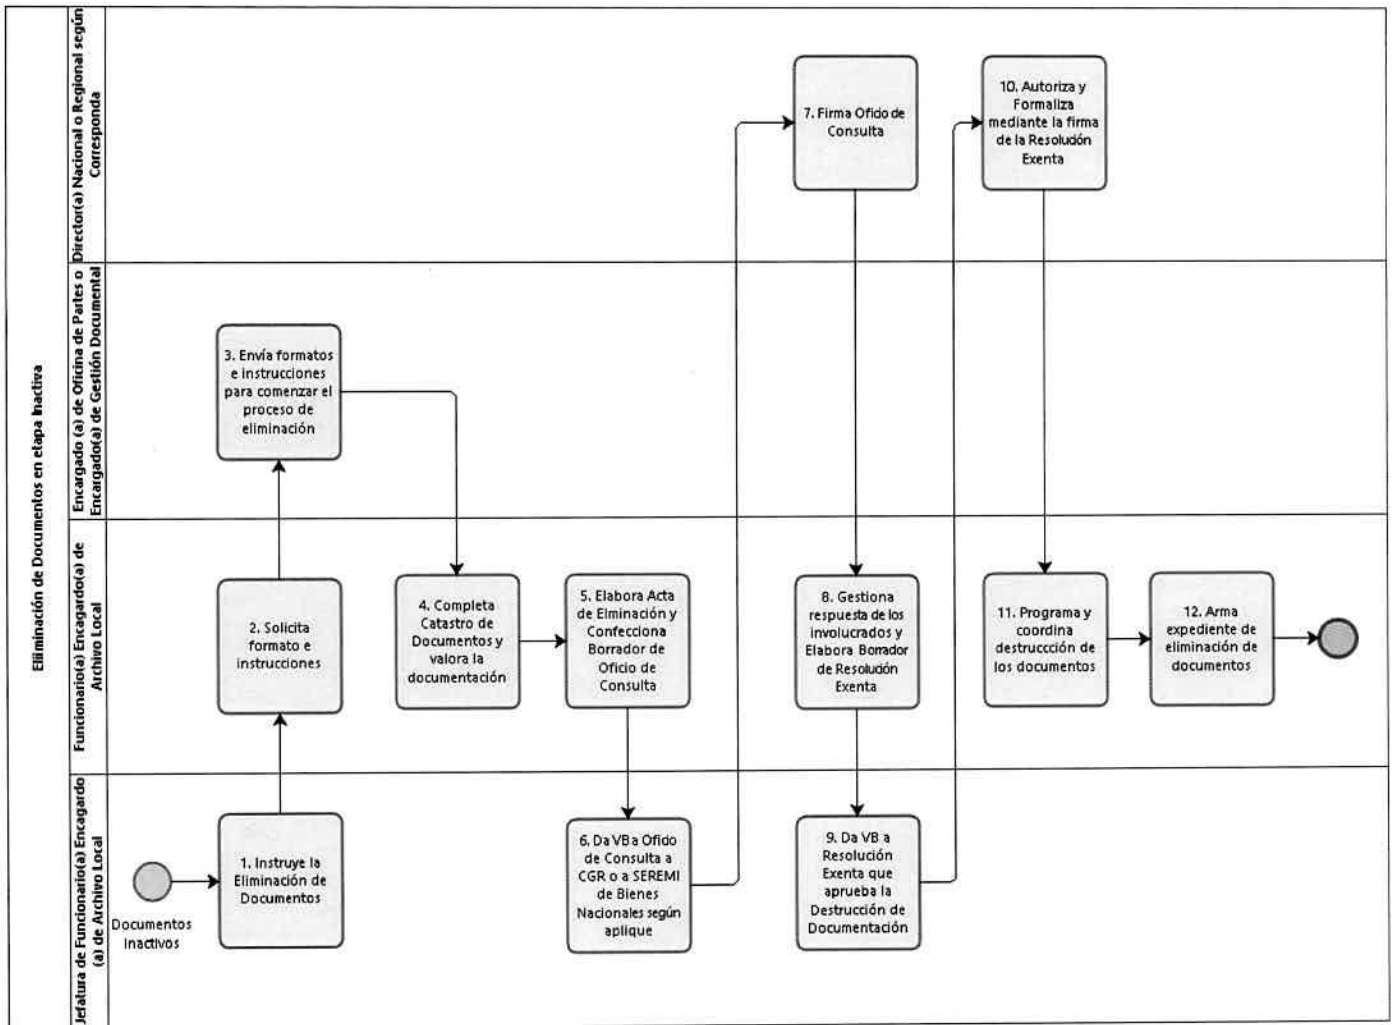 Eliiminación de Documentos en etapa Inactiva
Director(a) Nacional o Regional según
Corresponda
7. Firma Oficio de
Consulta
10. Autoriza y
Formaliza
mediante la firma
de la Resolución
Exenta
Encargado (a) de Oficina de Partes o
Encargado(a) de Gestión Documental
3. Envía formatos
e instrucciones
para comenzar el
proceso de
eliminación
Funcionario(a) Encagardo(a) de
Archivo Local
2. Solicita
formato e
instrucciones
4. Completa
Catastro de
Documentos y
valora la
documentación
5. Elabora Acta
de Elminación y
Confecciona
Borrador de
Oficio de
Consulta
8. Gestiona
respuesta de los
involucrados y
Elabora Borrador
de Resolución
Exenta
11. Programa y
coordina
destruccción de
los documentos
12. Arma
expediente de
eliminación de
documentos
Jefatura de Funcionario(a) Encagardo
(a) de Archivo Local
Documentos
Inactivos
1. Instruye la
Eliminación de
Documentos
6. Da VB a Oficio
de Consulta a
CGR o a SEREMI
de Bienes
Nacionales según
aplique
9. Da VB a
Resolución
Exenta que
aprueba la
Destrucción de
Documentación